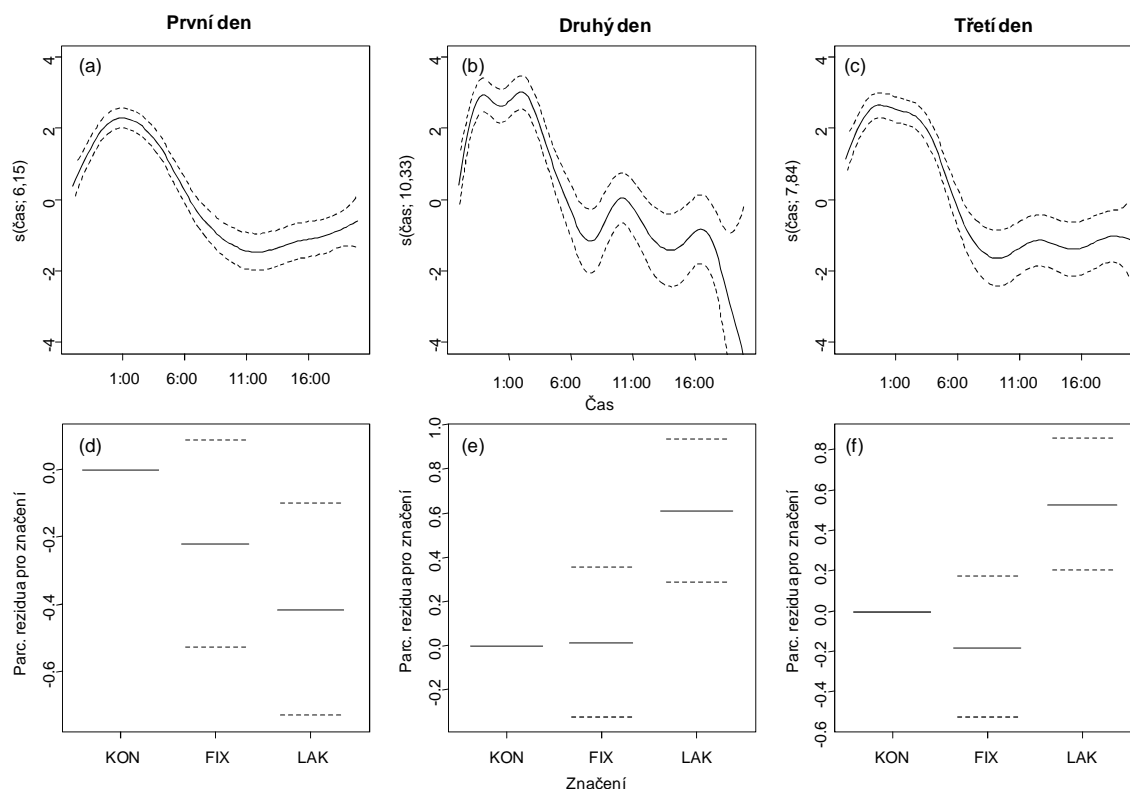 První den
Druhý den
Třetí den
(a)
s(čas; 6,15)
4
2
0
-2
-4
1:00 6:00 11:00 16:00
(b)
s(čas; 10,33)
4
2
0
-2
-4
1:00 6:00 11:00 16:00
(c)
s(čas; 7,84)
4
2
0
-2
-4
1:00 6:00 11:00 16:00
Čas
(d)
Parc. rezidua pro značení
0.0
-0.2
-0.4
-0.6
KON FIX LAK
(e)
Parc. rezidua pro značení
1.0
0.8
0.6
0.4
0.2
0.0
-0.2
KON FIX LAK
(f)
Parc. rezidua pro značení
0.8
0.6
0.4
0.2
0.0
-0.2
-0.4
-0.6
KON FIX LAK
Značení